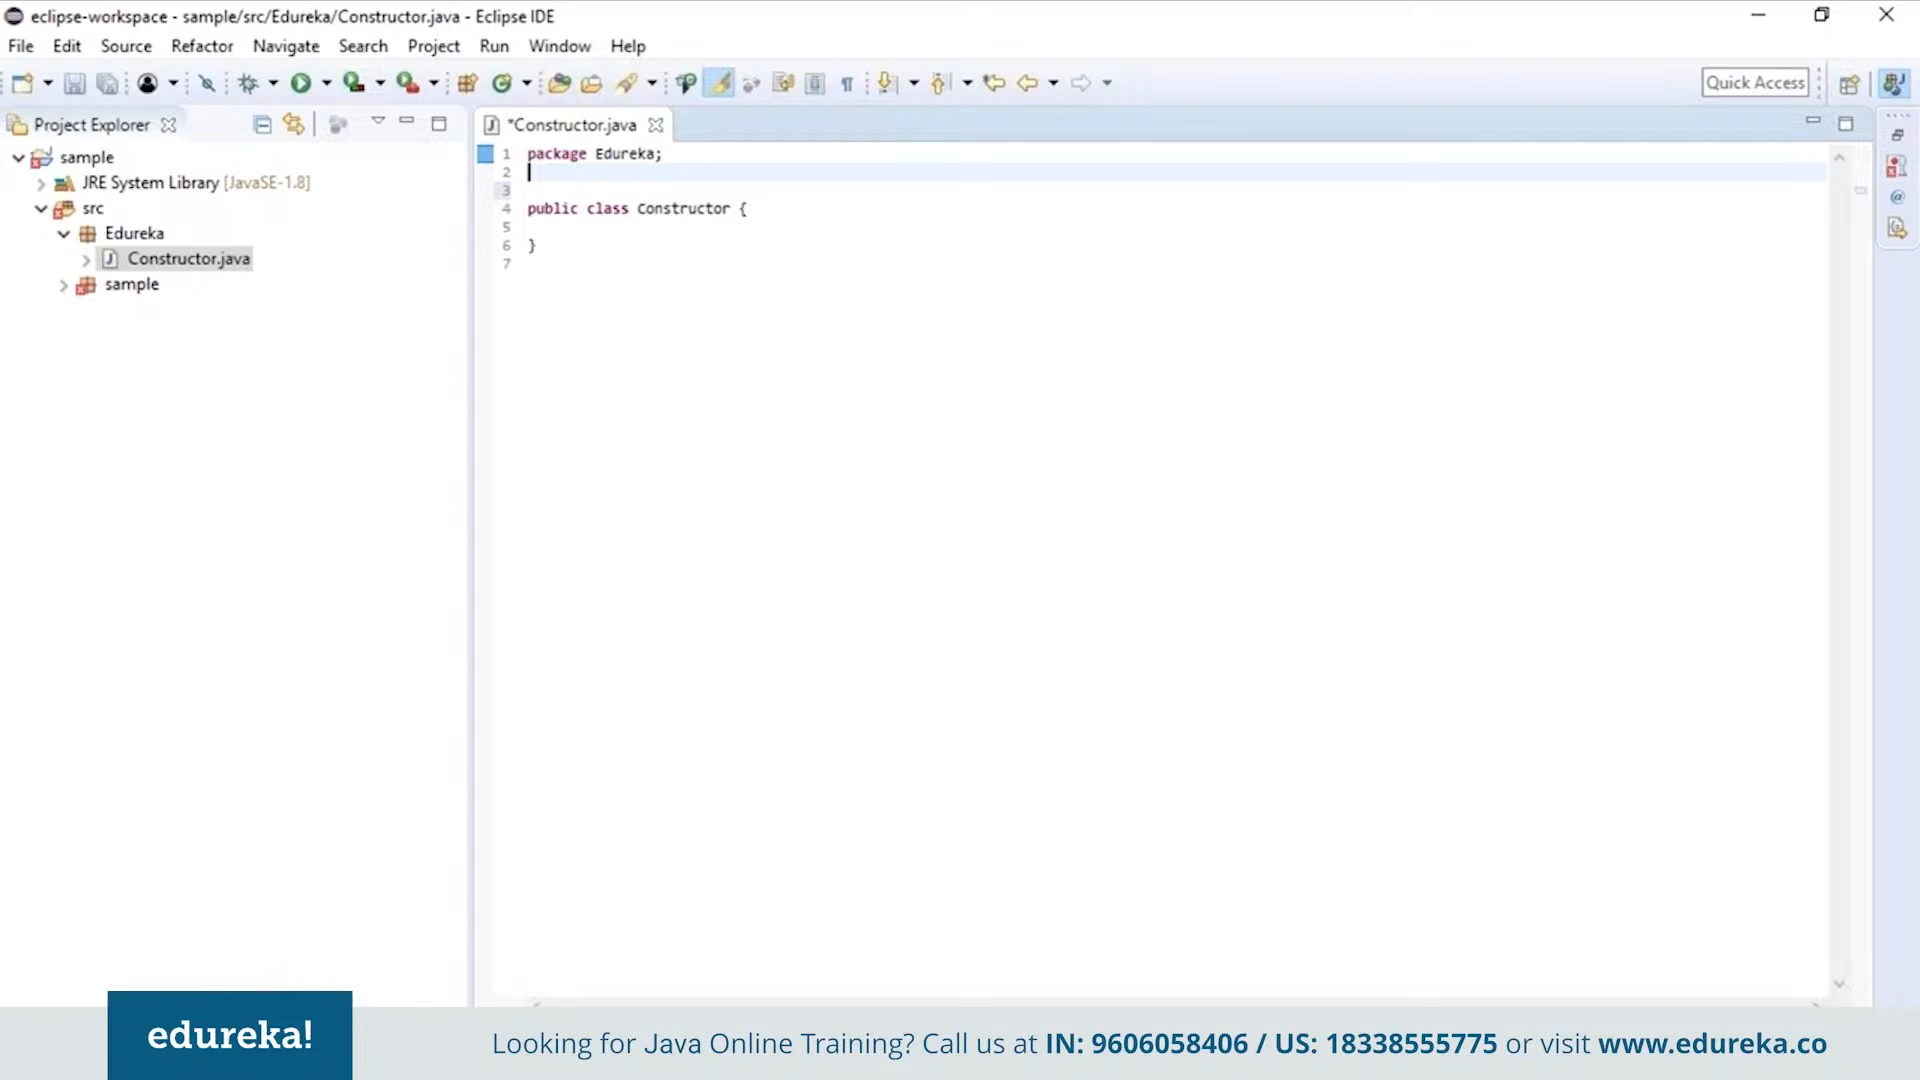 eclipse-workspace - sample/src/Edureka/Constructor.java - Eclipse IDE
File Edit Source Refactor Navigate Search Project Run Window Help
Quick Access
Project Explorer
*Constructor.java
sample
JRE System Library [JavaSE-1.8]
src
Edureka
Constructor.java
sample
1 package Edureka;
2
3
4 public class Constructor {
5
6 }
7
edureka!
Looking for Java Online Training? Call us at IN: 9606058406 / US: 18338555775 or visit www.edureka.co